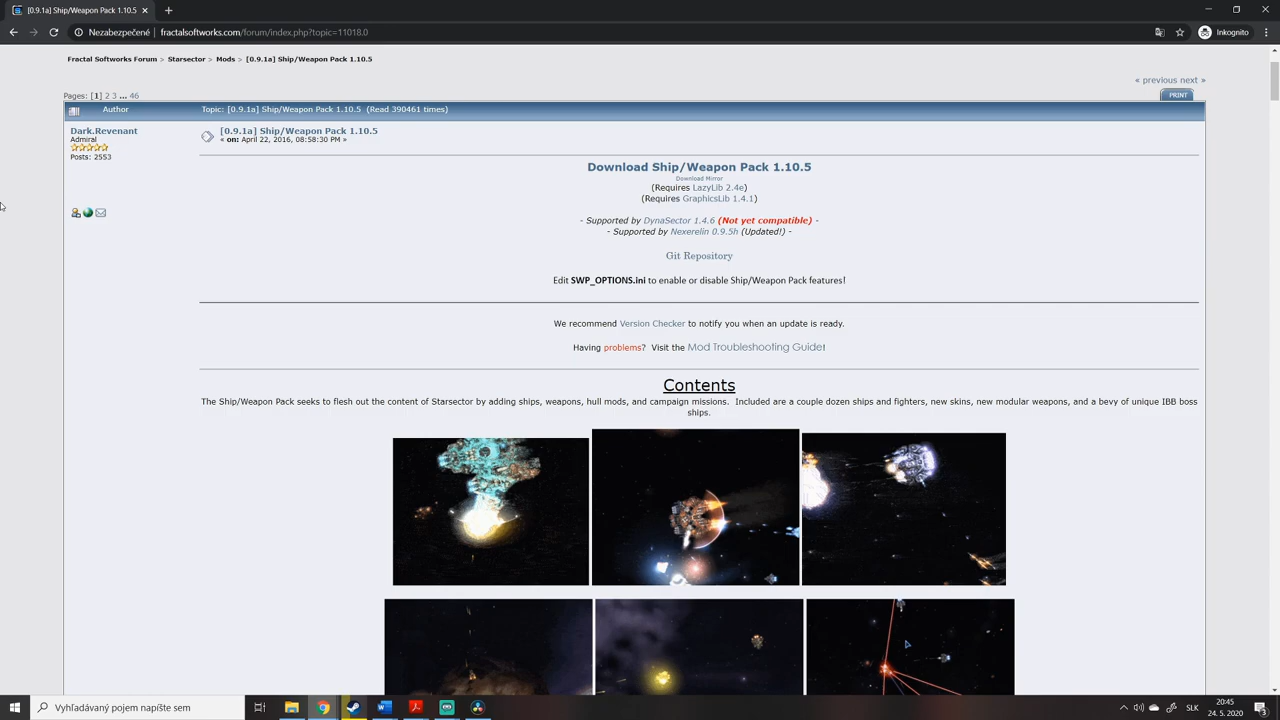 [0.9.1a] Ship/Weapon Pack 1.10.5
Nezabezpečené
fractalsoftworks.com/forum/index.php?topic=11018.0
Inkognito
Fractal Softworks Forum > Starsector > Mods > [0.9.1a] Ship/Weapon Pack 1.10.5
« previous next »
Pages: [1] 2 3 ... 46
PRINT
Author
Topic: [0.9.1a] Ship/Weapon Pack 1.10.5 (Read 390461 times)
Dark.Revenant
Admiral
Posts: 2553
[0.9.1a] Ship/Weapon Pack 1.10.5
« on: April 22, 2016, 08:58:30 PM »
Download Ship/Weapon Pack 1.10.5
Download Mirror
(Requires LazyLib 2.4e)
(Requires GraphicsLib 1.4.1)
- Supported by DynaSector 1.4.6 (Not yet compatible) -
- Supported by Nexerelin 0.9.5h (Updated!) -
Git Repository
Edit SWP_OPTIONS.ini to enable or disable Ship/Weapon Pack features!
We recommend Version Checker to notify you when an update is ready.
Having problems? Visit the Mod Troubleshooting Guide!
Contents
The Ship/Weapon Pack seeks to flesh out the content of Starsector by adding ships, weapons, hull mods, and campaign missions. Included are a couple dozen ships and fighters, new skins, new modular weapons, and a bevy of unique IBB boss
ships.
Vyhľadávaný pojem napíšte sem
SLK
20:45
24. 5. 2020
3